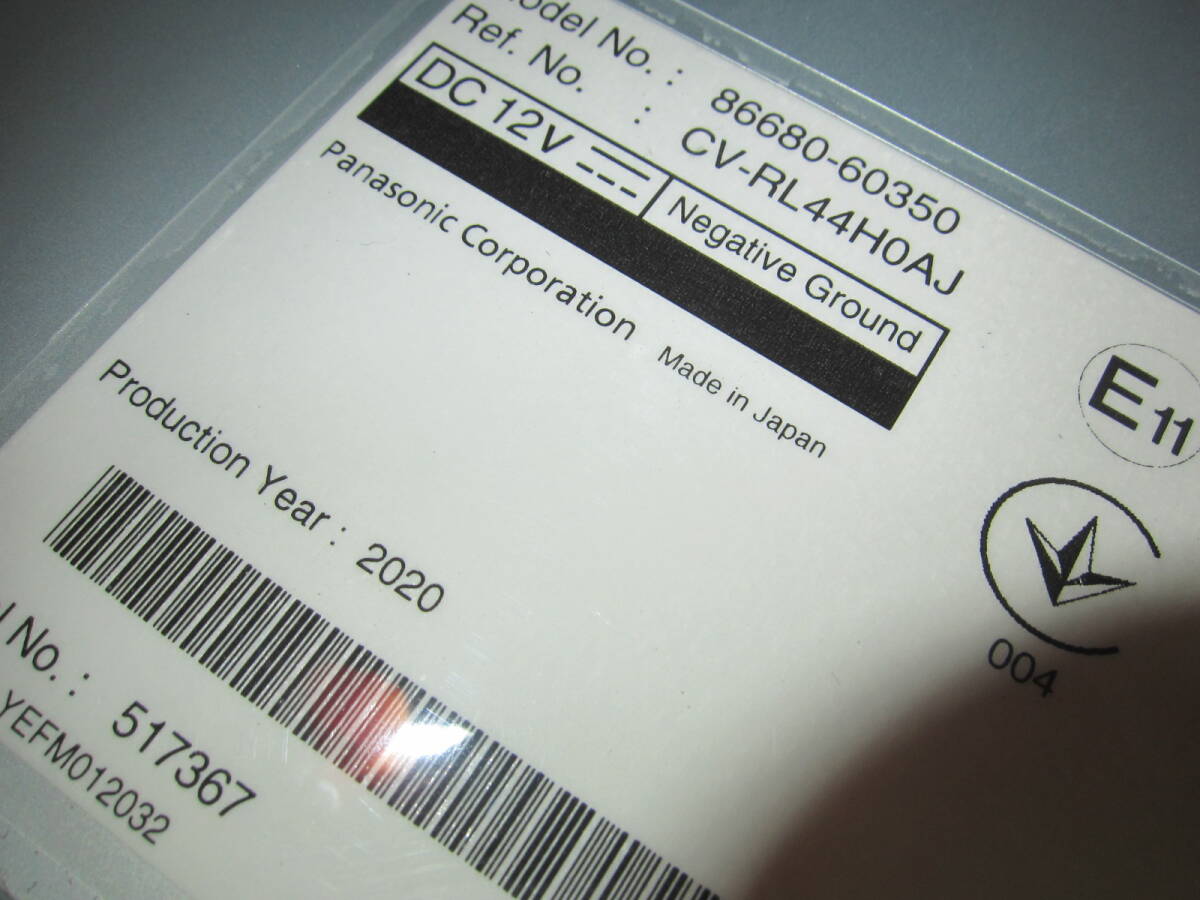 Model No. : 86680-60350
Ref. No. : CV-RL44H0AJ
DC 12V Negative Ground
Panasonic Corporation Made in Japan
E11
004
Production Year : 2020
l No. : 517367
YEFM012032